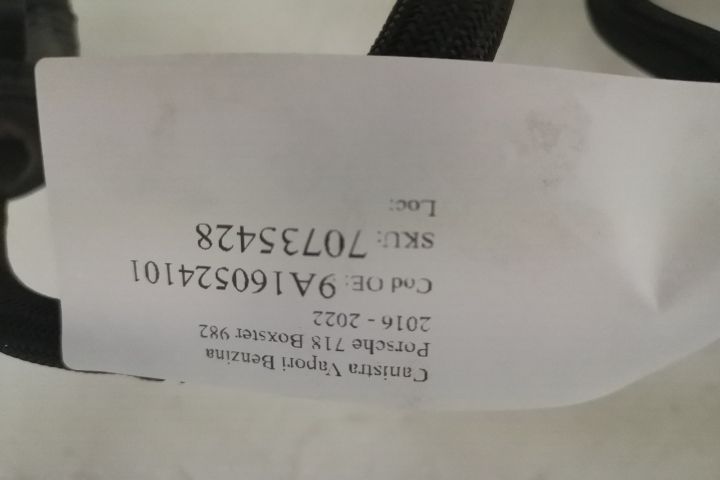 Canistra Vapori Benzina
Porsche 718 Boxster 982
2016 - 2022
Cod OE: 9A160524101
SKU: 70735428
Loc: